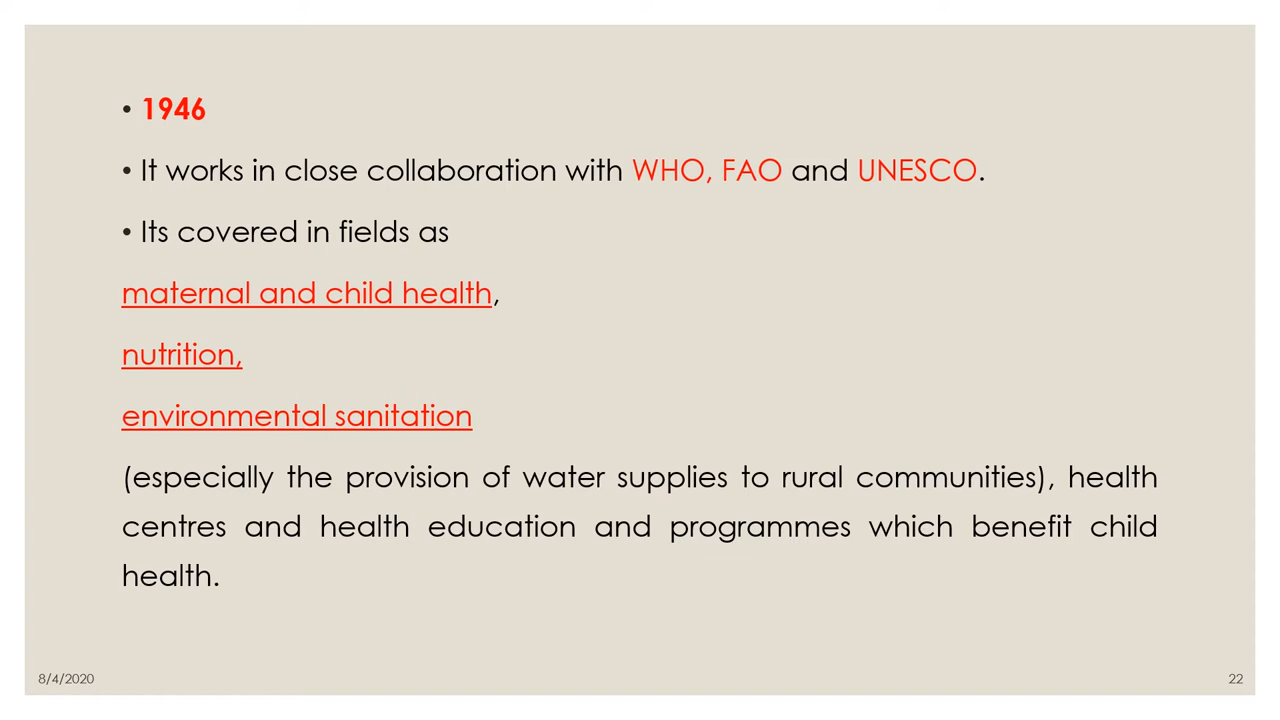 • 1946
• It works in close collaboration with WHO, FAO and UNESCO.
• Its covered in fields as
maternal and child health,
nutrition,
environmental sanitation
(especially the provision of water supplies to rural communities), health
centres and health education and programmes which benefit child
health.
8/4/2020
22